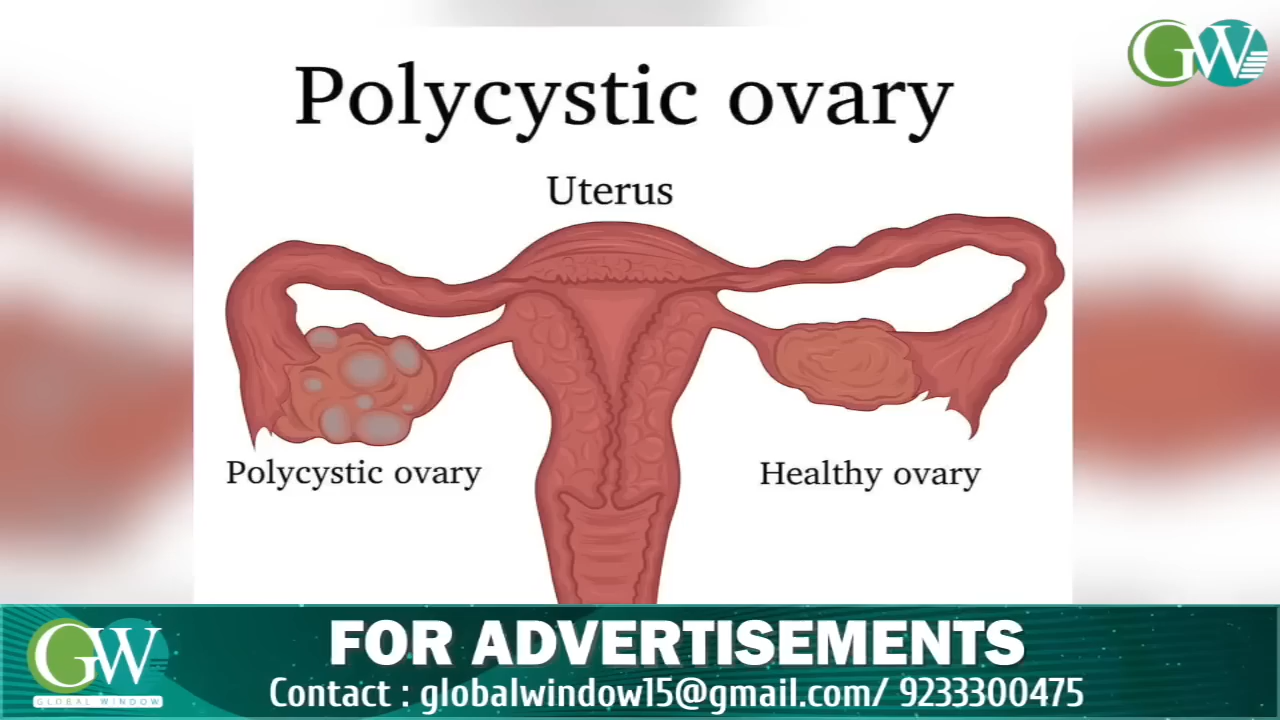 GW
Polycystic ovary
Uterus
Polycystic ovary
Healthy ovary
GW
GLOBAL WINDOW
FOR ADVERTISEMENTS
Contact : globalwindow15@gmail.com/ 9233300475